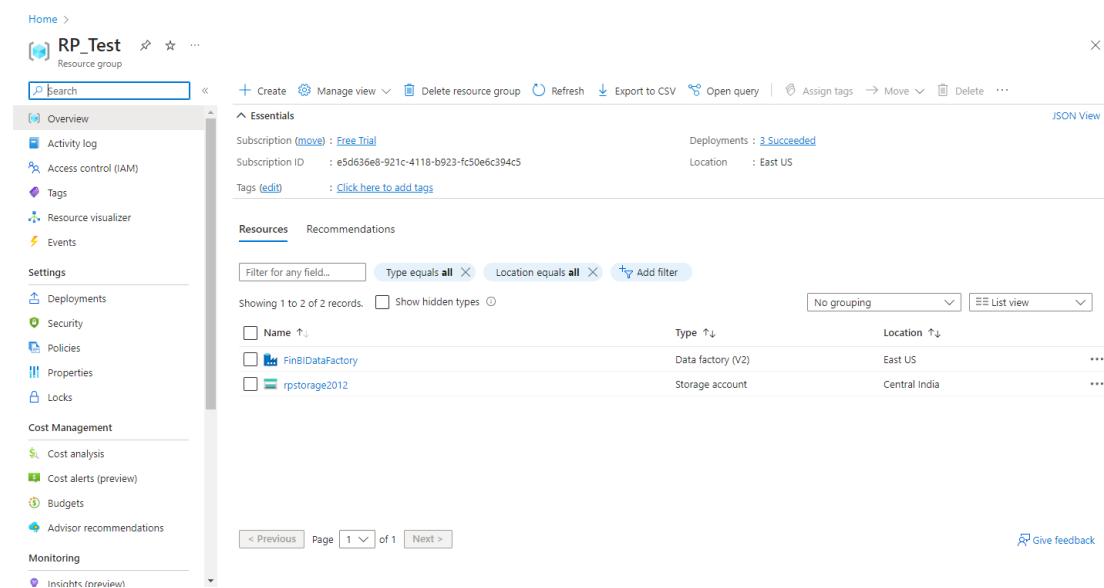 Home >
RP_Test
Resource group
Search
«
Overview
Activity log
Access control (IAM)
Tags
Resource visualizer
Events
Settings
Deployments
Security
Policies
Properties
Locks
Cost Management
Cost analysis
Cost alerts (preview)
Budgets
Advisor recommendations
Monitoring
Insights (preview)
Create Manage view Delete resource group Refresh Export to CSV Open query Assign tags Move Delete ...
Essentials JSON View
Subscription (move) : Free Trial Deployments : 3 Succeeded
Subscription ID : e5d636e8-921c-4118-b923-fc50e6c394c5 Location : East US
Tags (edit) : Click here to add tags
Resources Recommendations
Filter for any field... Type equals all Location equals all Add filter
Showing 1 to 2 of 2 records. Show hidden types No grouping List view
Name ↑↓ Type ↑↓ Location ↑↓
FinBIDataFactory Data factory (V2) East US ...
rpstorage2012 Storage account Central India ...
< Previous Page 1 of 1 Next > Give feedback